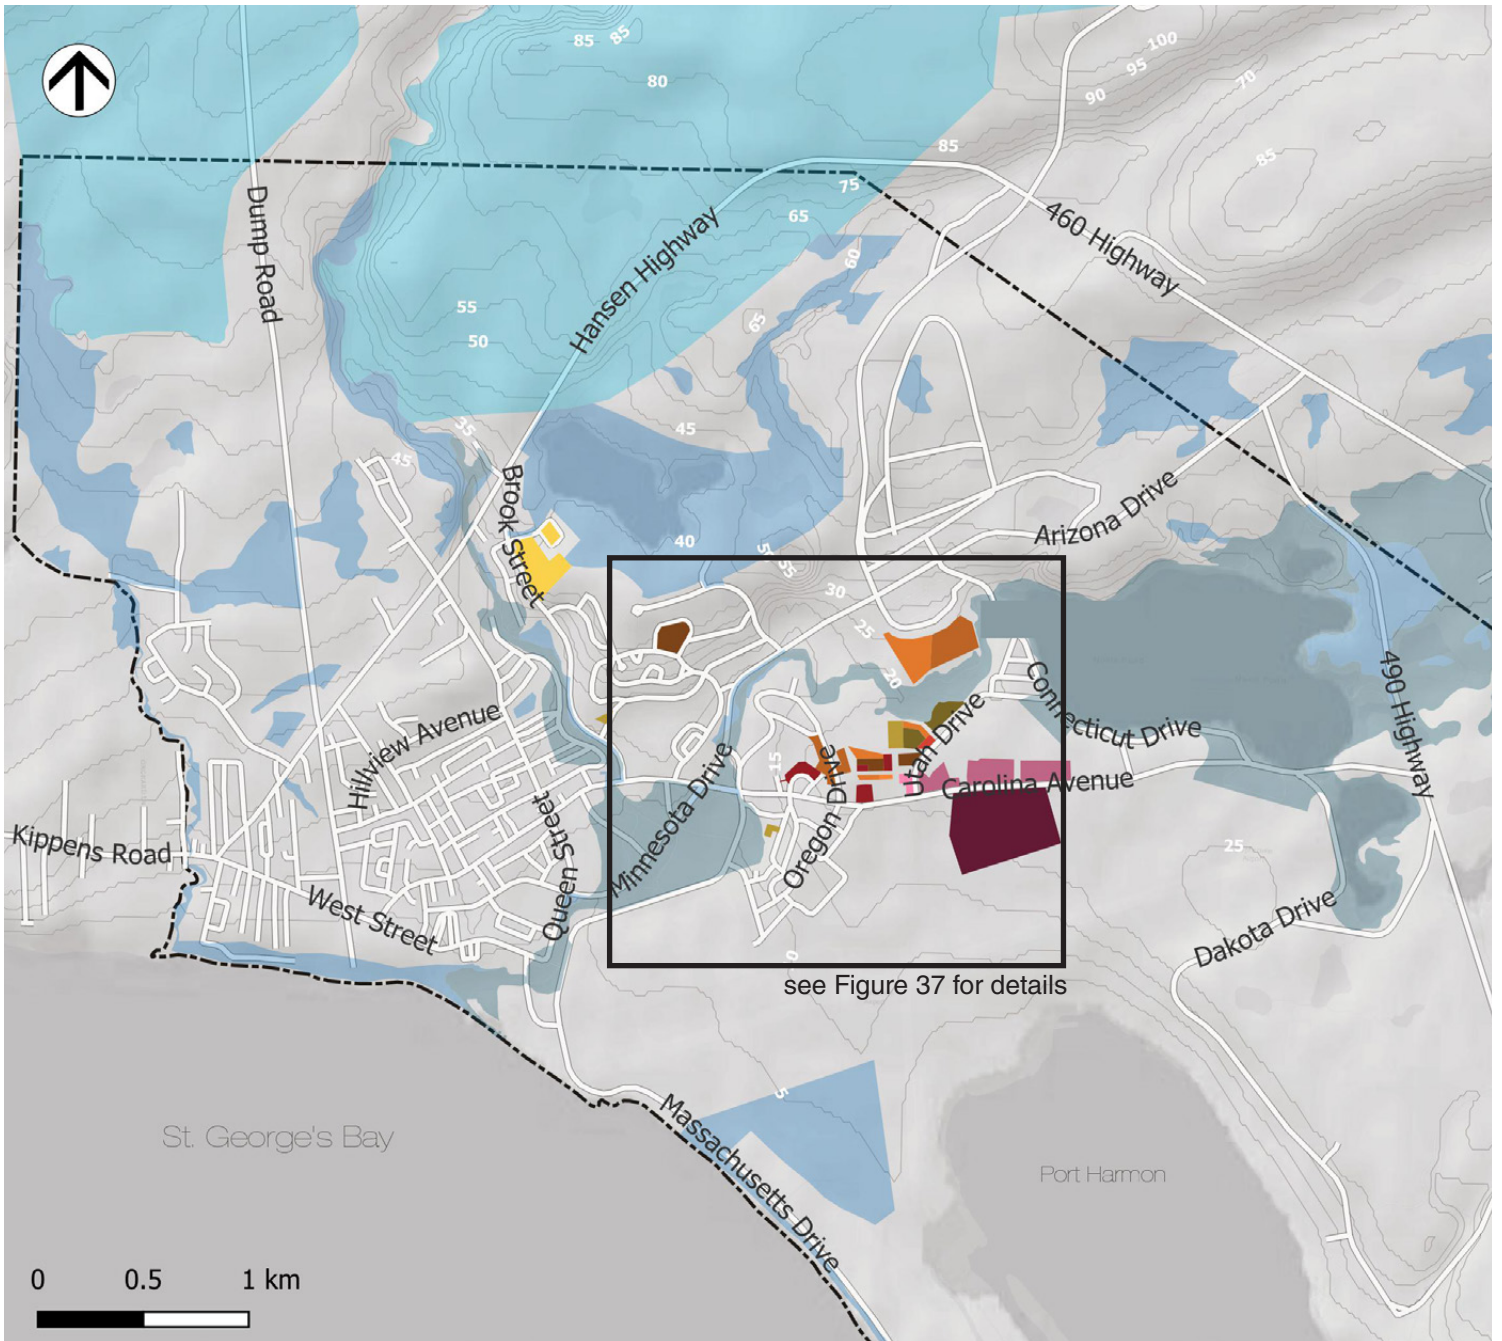 85
85
100
95
90
70
80
85
85
75
65
60
Dump Road
Hansen Highway
460 Highway
55
50
65
45
35
45
Brook Street
40
Arizona Drive
50
55
30
25
20
Connecticut Drive
490 Highway
Hillview Avenue
Utah Drive
Minnesota Drive
15
Oregon Drive
Carolina Avenue
Queen Street
Kippens Road
West Street
25
Dakota Drive
0
see Figure 37 for details
5
Massachusetts Drive
St. George's Bay
Port Harmon
0 0.5 1 km